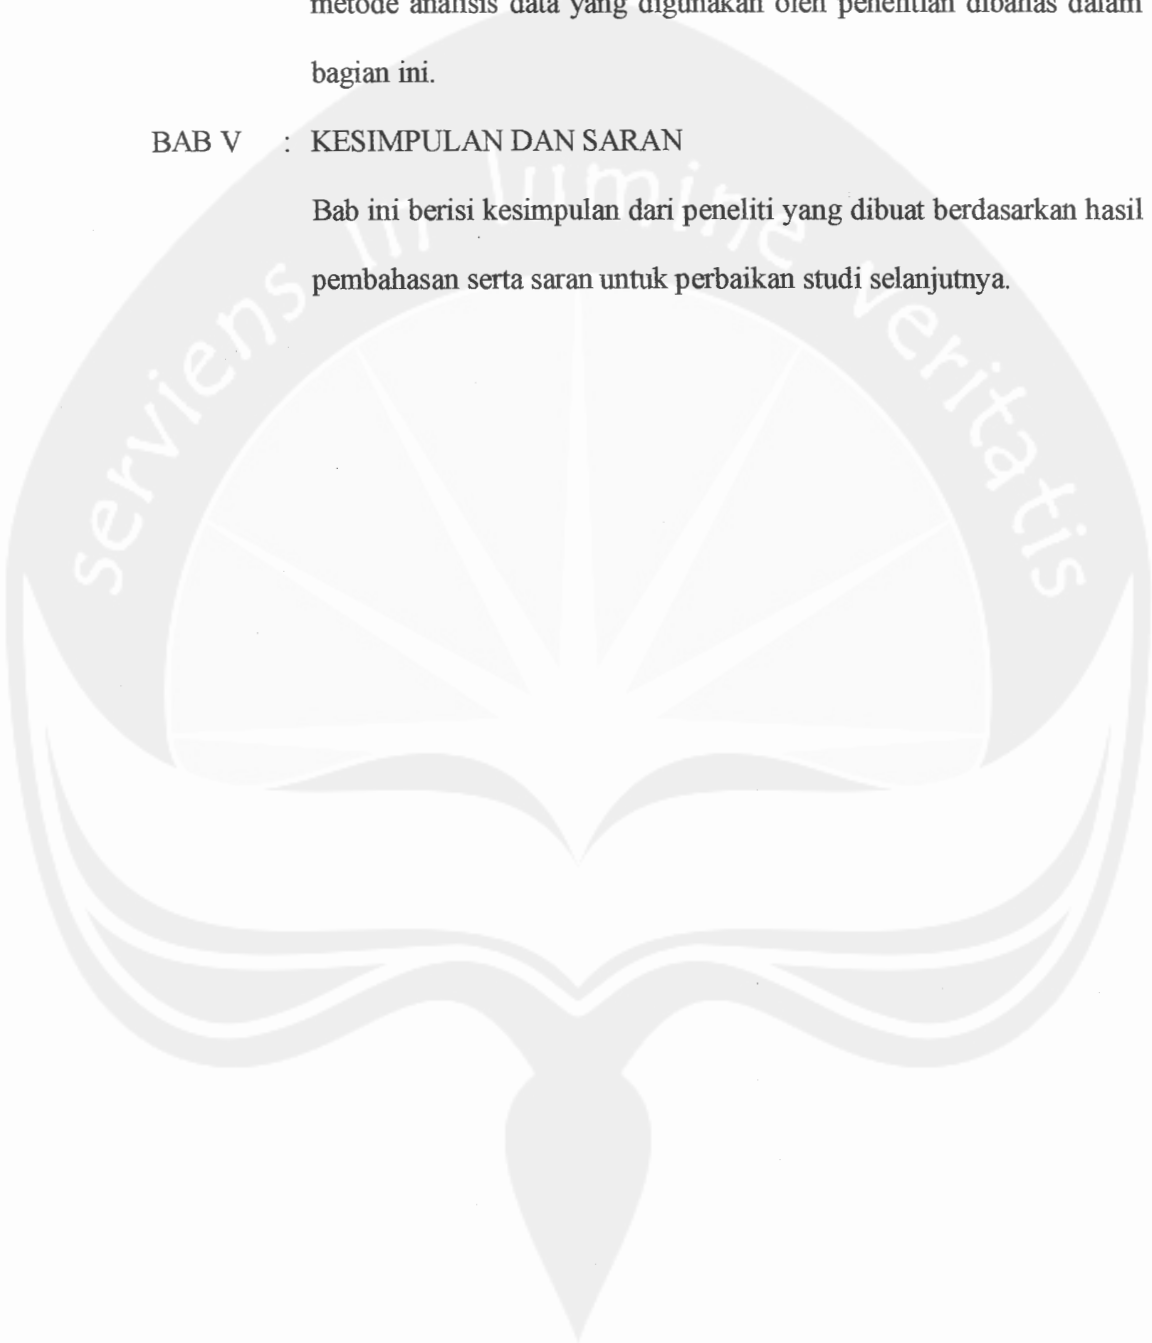 metode analisis data yang digunakan oleh penelitian dibahas dalam
bagian ini.
BAB V : KESIMPULAN DAN SARAN
Bab ini berisi kesimpulan dari peneliti yang dibuat berdasarkan hasil
pembahasan serta saran untuk perbaikan studi selanjutnya.
serviens in lumine veritatis